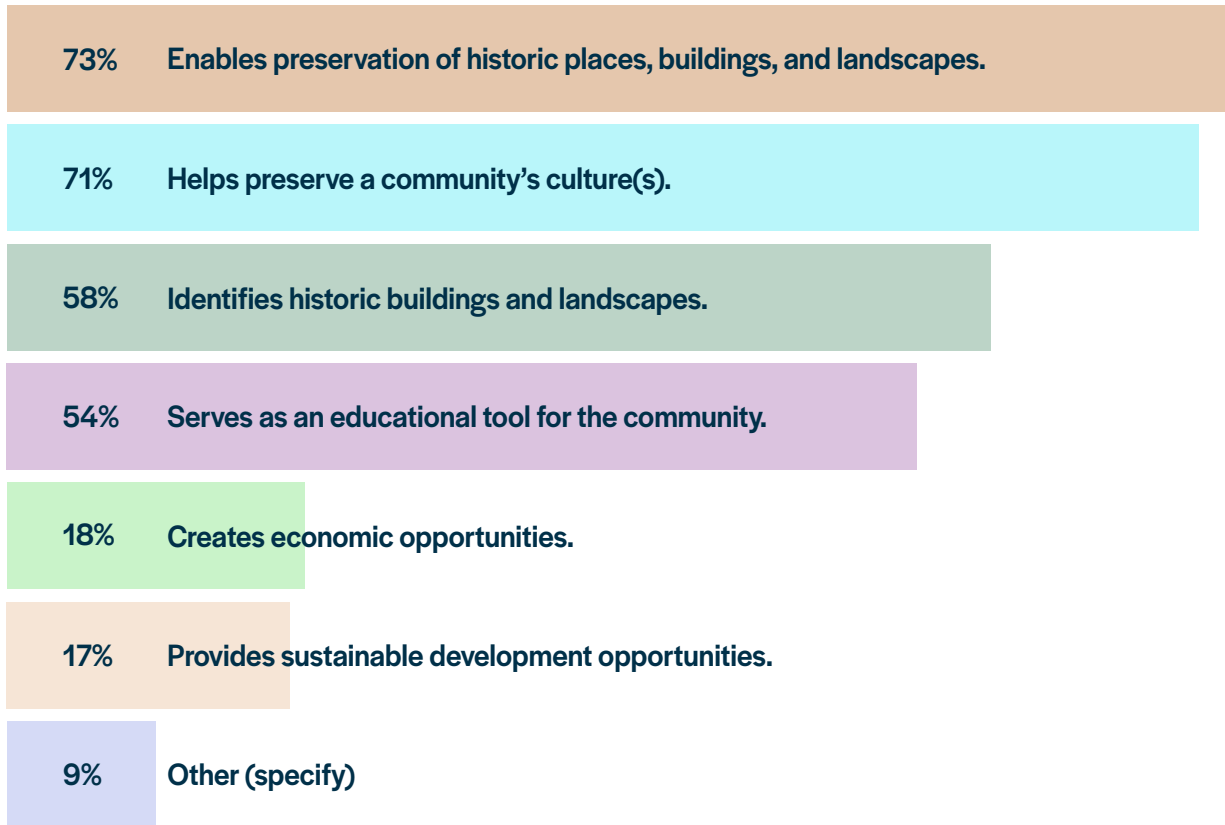 73% Enables preservation of historic places, buildings, and landscapes.
71% Helps preserve a community’s culture(s).
58% Identifies historic buildings and landscapes.
54% Serves as an educational tool for the community.
18% Creates economic opportunities.
17% Provides sustainable development opportunities.
9% Other (specify)